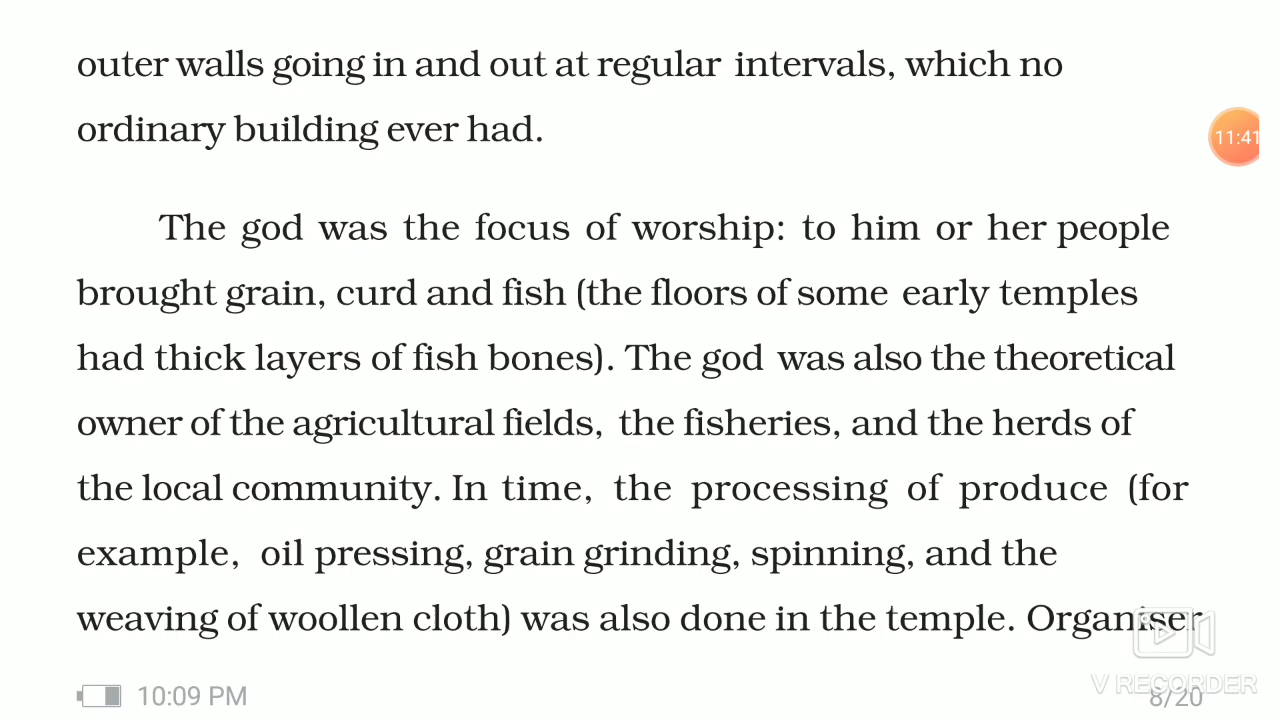 outer walls going in and out at regular intervals, which no
ordinary building ever had.
11:41
The god was the focus of worship: to him or her people
brought grain, curd and fish (the floors of some early temples
had thick layers of fish bones). The god was also the theoretical
owner of the agricultural fields, the fisheries, and the herds of
the local community. In time, the processing of produce (for
example, oil pressing, grain grinding, spinning, and the
weaving of woollen cloth) was also done in the temple. Organiser
V RECORDER
10:09 PM
8/20